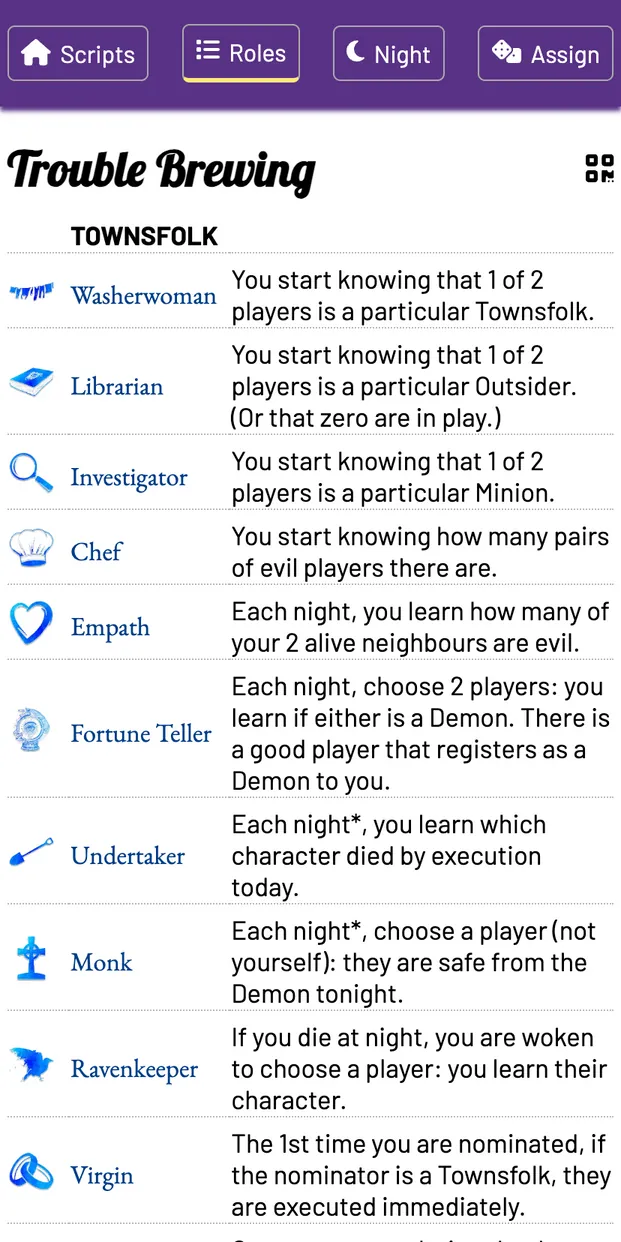 Scripts
Roles
Night
Assign
Trouble Brewing
TOWNSFOLK
Washerwoman
You start knowing that 1 of 2
players is a particular Townsfolk.
Librarian
You start knowing that 1 of 2
players is a particular Outsider.
(Or that zero are in play.)
Investigator
You start knowing that 1 of 2
players is a particular Minion.
Chef
You start knowing how many pairs
of evil players there are.
Empath
Each night, you learn how many of
your 2 alive neighbours are evil.
Fortune Teller
Each night, choose 2 players: you
learn if either is a Demon. There is
a good player that registers as a
Demon to you.
Undertaker
Each night*, you learn which
character died by execution
today.
Monk
Each night*, choose a player (not
yourself): they are safe from the
Demon tonight.
Ravenkeeper
If you die at night, you are woken
to choose a player: you learn their
character.
Virgin
The 1st time you are nominated, if
the nominator is a Townsfolk, they
are executed immediately.